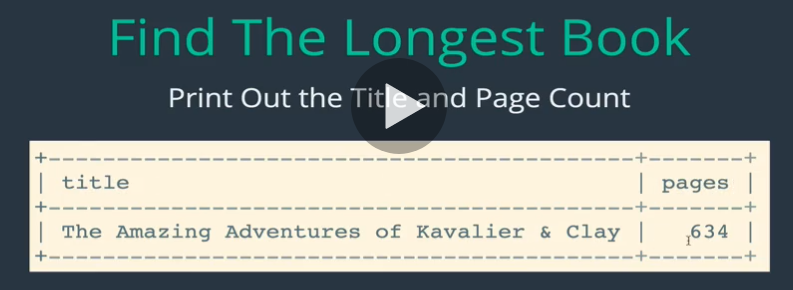 Find The Longest Book
Print Out the Title and Page Count
+-------------------------------------------+-------+
| title | pages |
+-------------------------------------------+-------+
| The Amazing Adventures of Kavalier & Clay | 634 |
+-------------------------------------------+-------+